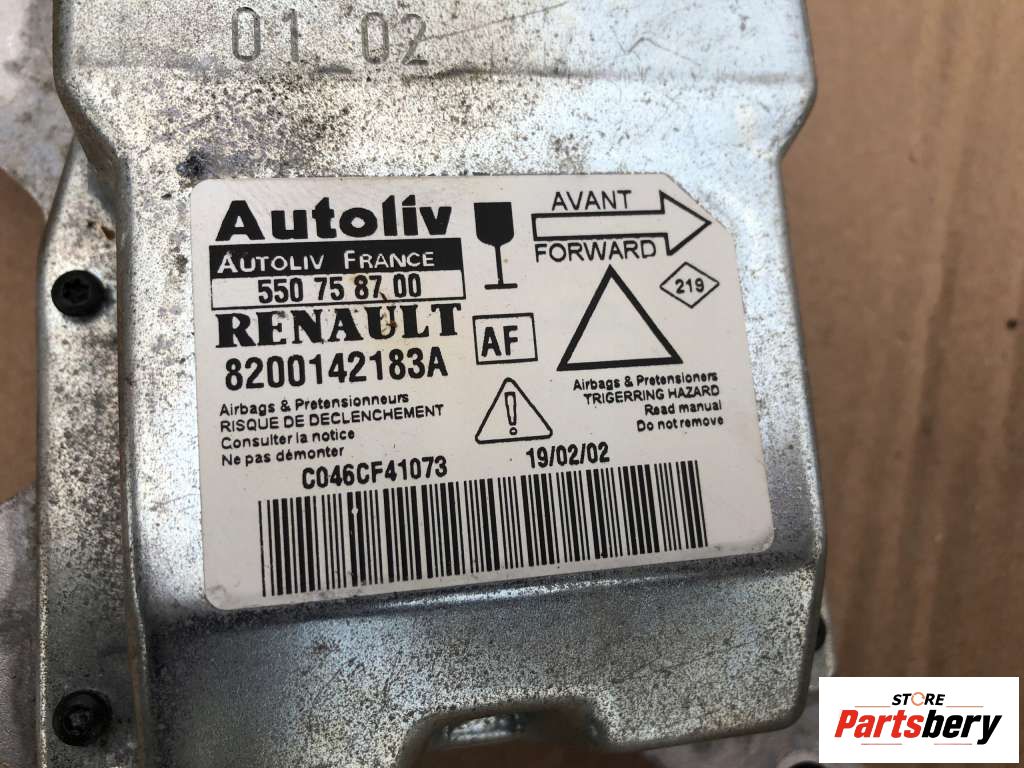 01_02
Autoliv
AUTOLIV FRANCE
550 75 87 00
RENAULT
8200142183A
AVANT
FORWARD
219
AF
Airbags & Pretensionneurs
RISQUE DE DECLENCHEMENT
Consulter la notice
Ne pas démonter
!
Airbags & Pretensioners
TRIGERRING HAZARD
Read manual
Do not remove
C046CF41073
19/02/02
STORE
Partsbery